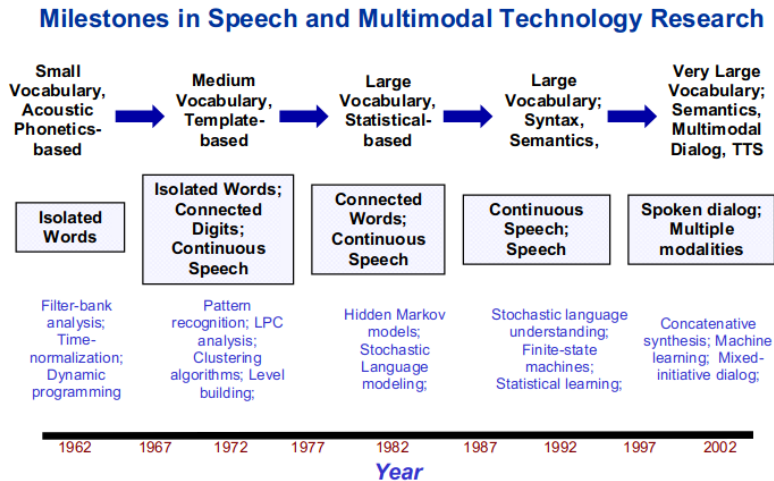 Milestones in Speech and Multimodal Technology Research
Small
Vocabulary,
Acoustic
Phonetics-
based
Medium
Vocabulary,
Template-
based
Large
Vocabulary,
Statistical-
based
Large
Vocabulary;
Syntax,
Semantics,
Very Large
Vocabulary;
Semantics,
Multimodal
Dialog, TTS
Isolated
Words
Isolated Words;
Connected
Digits;
Continuous
Speech
Connected
Words;
Continuous
Speech
Continuous
Speech;
Speech
Spoken dialog;
Multiple
modalities
Filter-bank
analysis;
Time-
normalization;
Dynamic
programming
Pattern
recognition; LPC
analysis;
Clustering
algorithms; Level
building;
Hidden Markov
models;
Stochastic
Language
modeling;
Stochastic language
understanding;
Finite-state
machines;
Statistical learning;
Concatenative
synthesis; Machine
learning; Mixed-
initiative dialog;
1962 1967 1972 1977 1982 1987 1992 1997 2002
Year